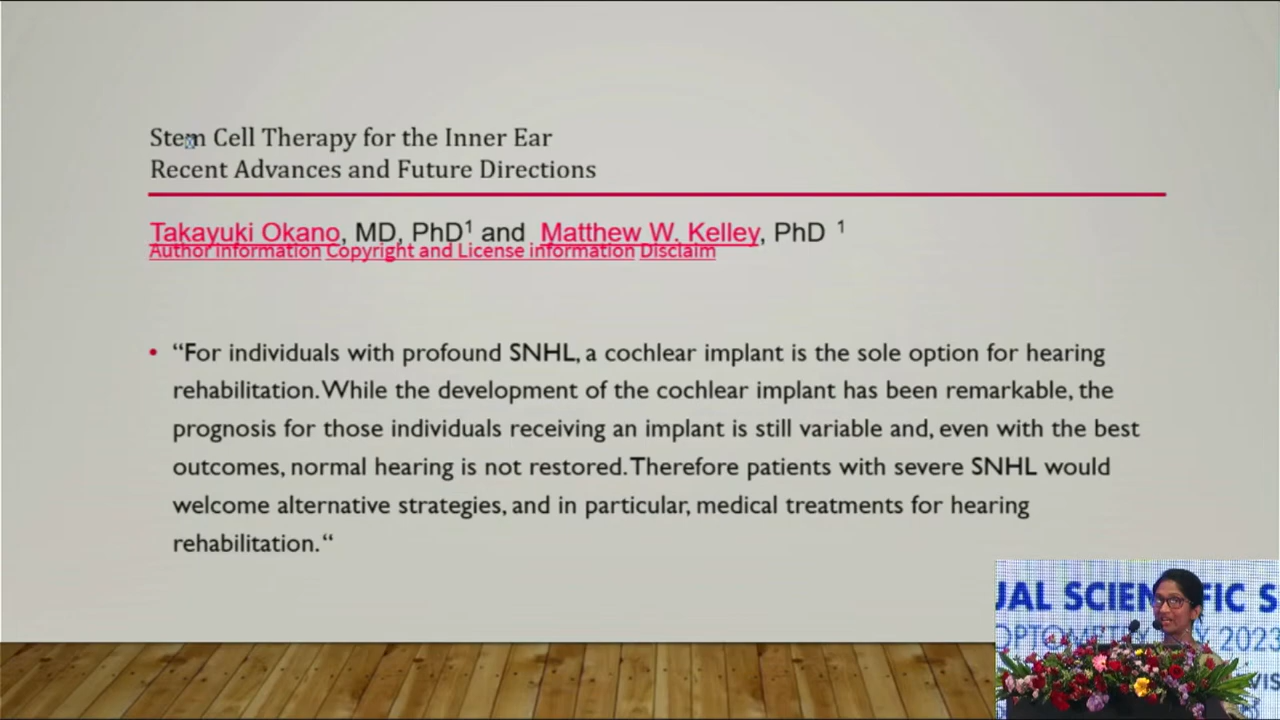 Stem Cell Therapy for the Inner Ear
Recent Advances and Future Directions
Takayuki Okano, MD, PhD1 and Matthew W. Kelley, PhD 1
Author information Copyright and License information Disclaim
• “For individuals with profound SNHL, a cochlear implant is the sole option for hearing
rehabilitation. While the development of the cochlear implant has been remarkable, the
prognosis for those individuals receiving an implant is still variable and, even with the best
outcomes, normal hearing is not restored. Therefore patients with severe SNHL would
welcome alternative strategies, and in particular, medical treatments for hearing
rehabilitation.“
UAL SCIEN FIC S
OPTOMET Y 2023
VIS